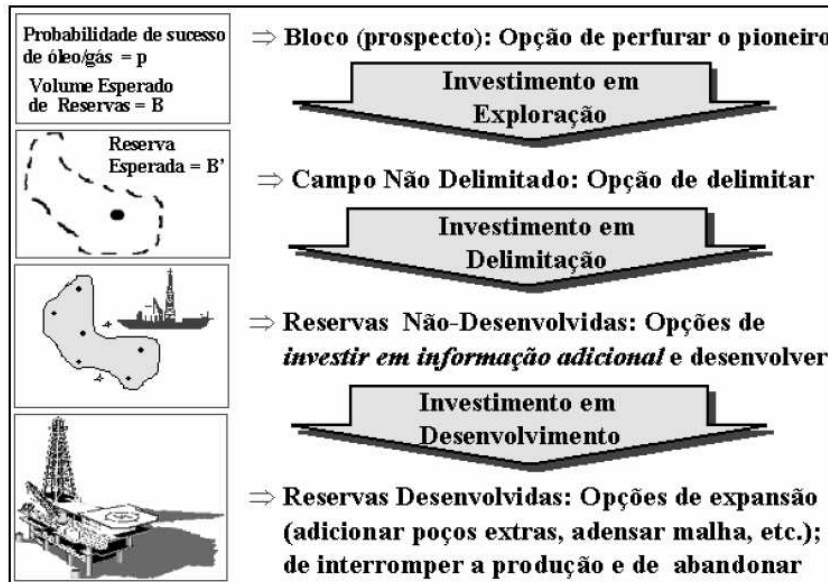 Probabilidade de sucesso
de óleo/gás = p
Volume Esperado
de Reservas = B
⇒ Bloco (prospecto): Opção de perfurar o pioneiro
Investimento em
Exploração
Reserva
Esperada = B'
⇒ Campo Não Delimitado: Opção de delimitar
Investimento em
Delimitação
⇒ Reservas Não-Desenvolvidas: Opções de
investir em informação adicional e desenvolver
Investimento em
Desenvolvimento
⇒ Reservas Desenvolvidas: Opções de expansão
(adicionar poços extras, adensar malha, etc.);
de interromper a produção e de abandonar